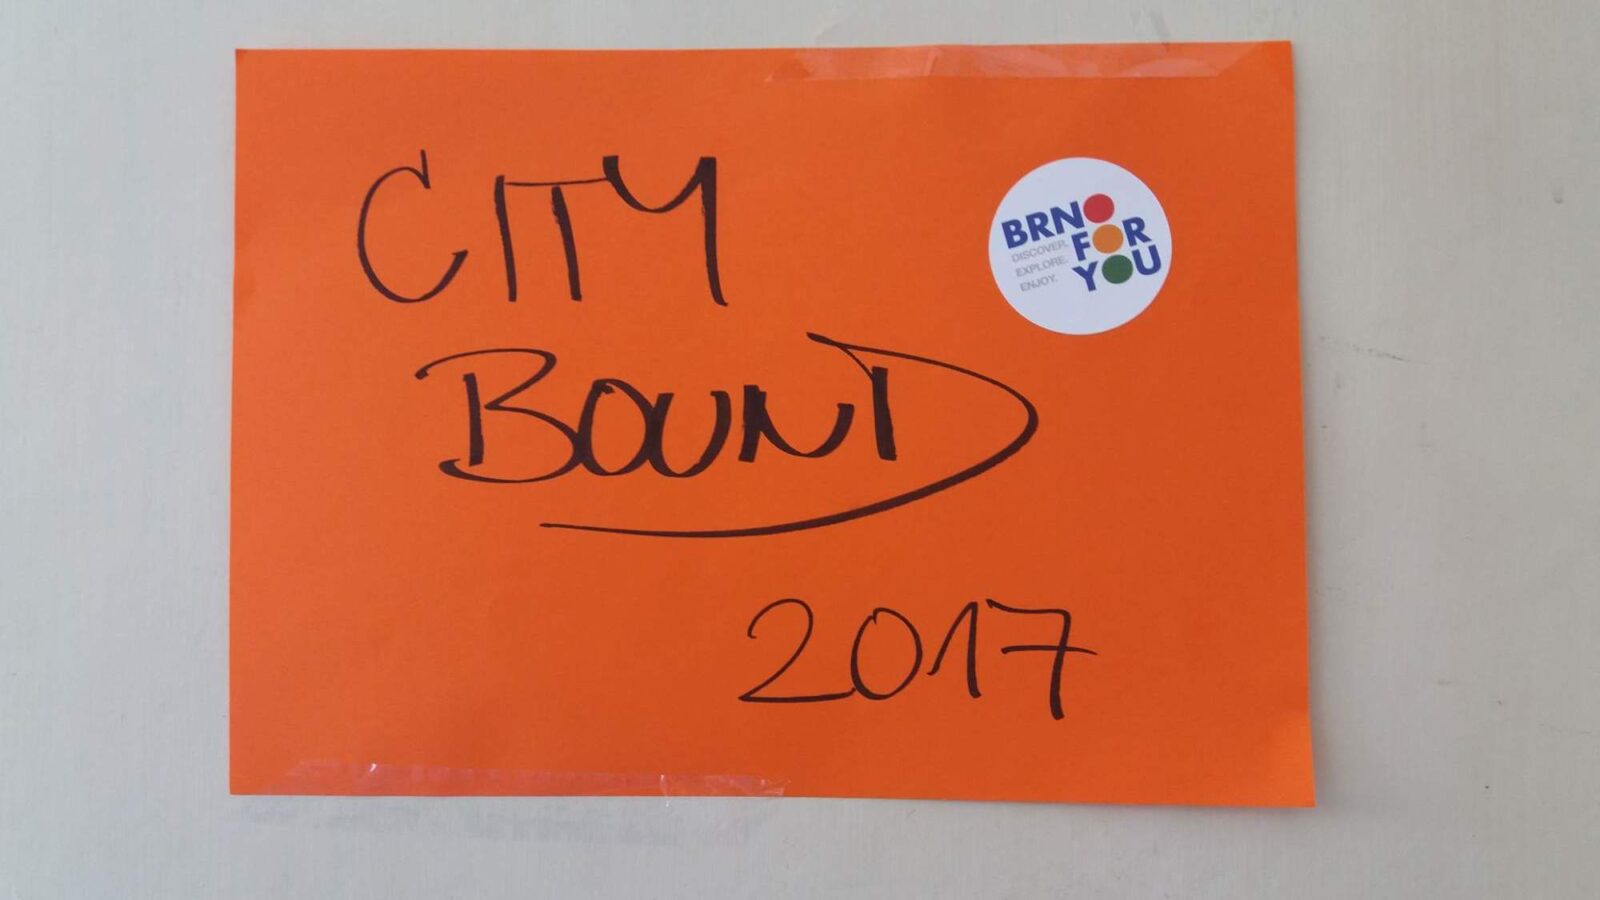 CITY
BOUND
2017
BRNO
FOR
YOU
DISCOVER.
EXPLORE.
ENJOY.